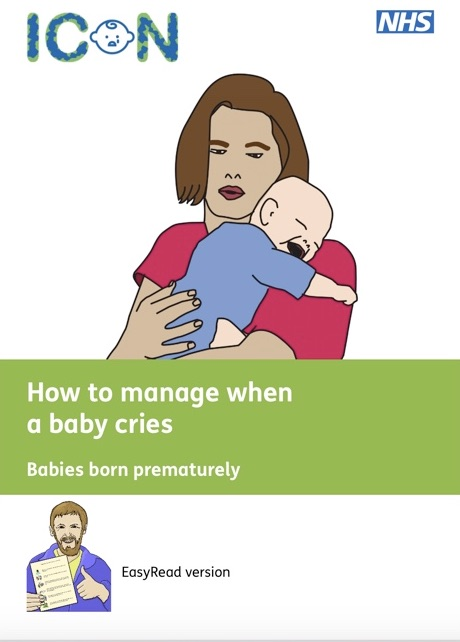 ICON
NHS
How to manage when
a baby cries
Babies born prematurely
EasyRead version